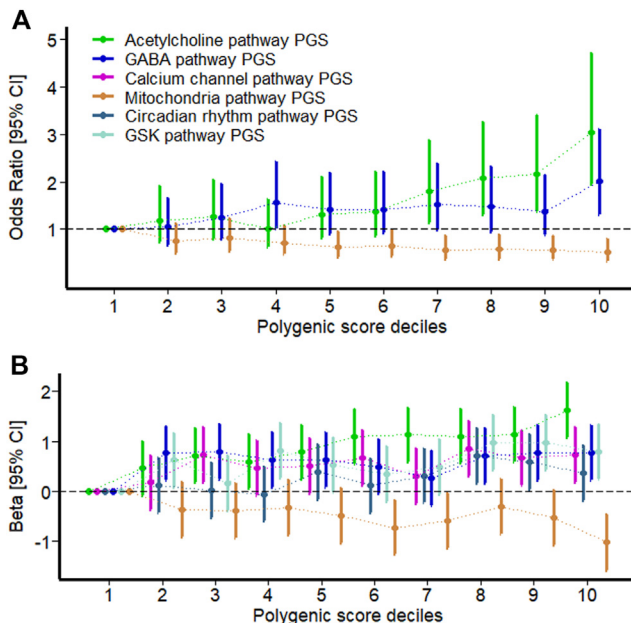 A
Odds Ratio [95% CI]
5
4
3
2
1
Acetylcholine pathway PGS
GABA pathway PGS
Calcium channel pathway PGS
Mitochondria pathway PGS
Circadian rhythm pathway PGS
GSK pathway PGS
1 2 3 4 5 6 7 8 9 10
Polygenic score deciles
B
Beta [95% CI]
2
1
0
-1
1 2 3 4 5 6 7 8 9 10
Polygenic score deciles